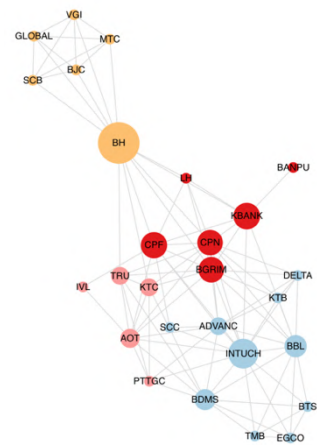 VGI
GLOBAL
MTC
BJC
SCB
BH
BANPU
LH
KBANK
CPF
CPN
BGRIM
TRU
DELTA
IVL
KTC
KTB
SCC
ADVANC
AOT
INTUCH
BBL
PTTGC
BDMS
BTS
TMB
EGCO